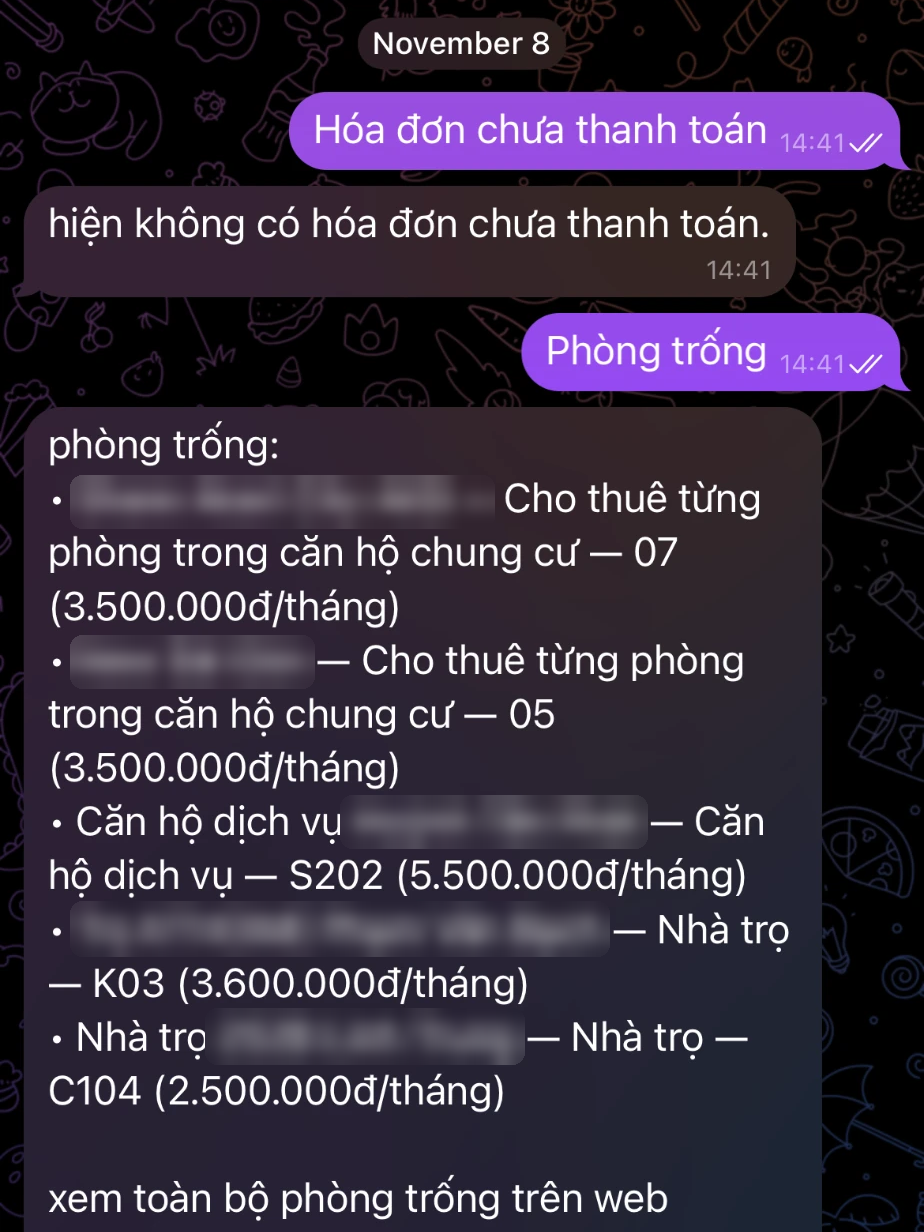 November 8
Hóa đơn chưa thanh toán 14:41
hiện không có hóa đơn chưa thanh toán.
14:41
Phòng trống 14:41
phòng trống:
• Cho thuê từng
phòng trong căn hộ chung cư — 07
(3.500.000đ/tháng)
• — Cho thuê từng phòng
trong căn hộ chung cư — 05
(3.500.000đ/tháng)
• Căn hộ dịch vụ — Căn
hộ dịch vụ — S202 (5.500.000đ/tháng)
• — Nhà trọ
— K03 (3.600.000đ/tháng)
• Nhà trọ — Nhà trọ —
C104 (2.500.000đ/tháng)
xem toàn bộ phòng trống trên web